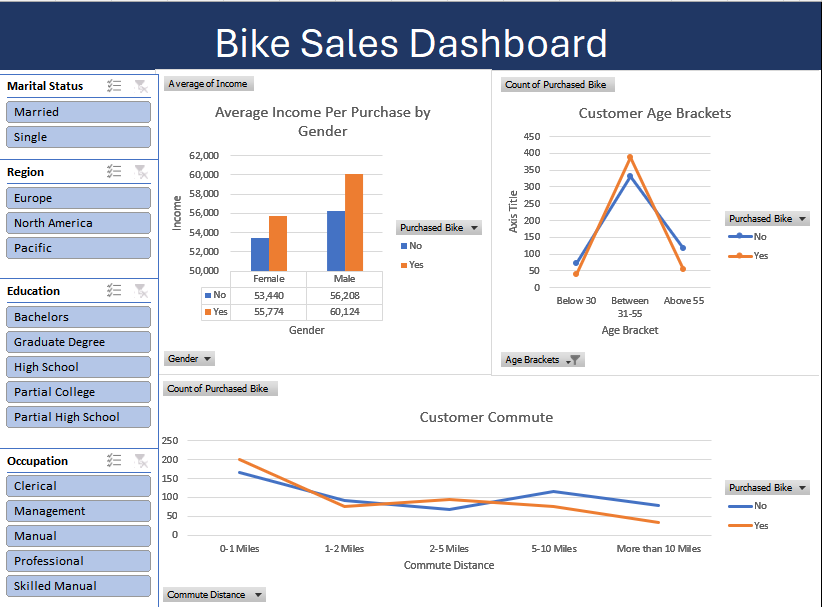 Bike Sales Dashboard
Marital Status
Married
Single
Region
Europe
North America
Pacific
Education
Bachelors
Graduate Degree
High School
Partial College
Partial High School
Occupation
Clerical
Management
Manual
Professional
Skilled Manual
Average of Income
Average Income Per Purchase by
Gender
62,000
60,000
58,000
56,000
54,000
52,000
50,000
Income
Female Male
No 53,440 56,208
Yes 55,774 60,124
Gender
Purchased Bike
No
Yes
Gender
Count of Purchased Bike
Customer Age Brackets
450
400
350
300
250
200
150
100
50
0
Axis Title
Below 30 Between Above 55
31-55
Age Bracket
Purchased Bike
No
Yes
Age Brackets
Count of Purchased Bike
Customer Commute
250
200
150
100
50
0
0-1 Miles 1-2 Miles 2-5 Miles 5-10 Miles More than 10 Miles
Commute Distance
Purchased Bike
No
Yes
Commute Distance